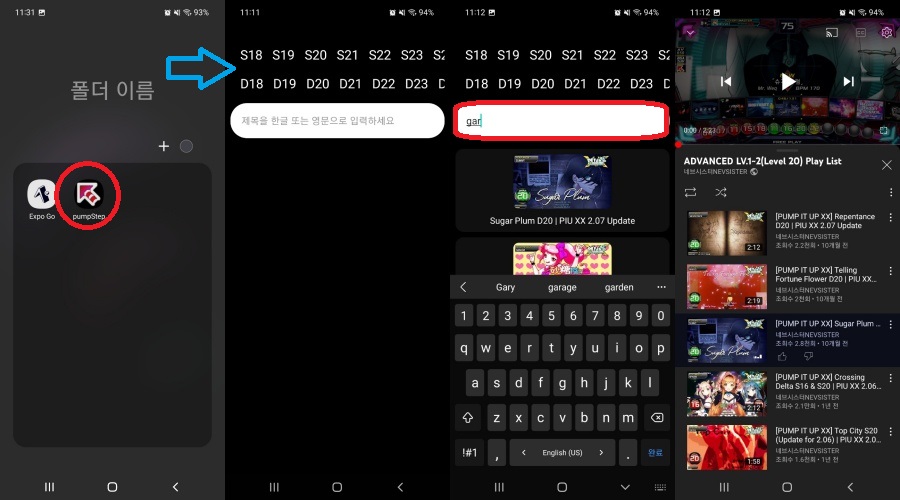 11:31
93%
폴더 이름
Expo Go
pumpStep
11:11
94%
S18 S19 S20 S21 S22 S23
D18 D19 D20 D21 D22 D23
제목을 한글 또는 영문으로 입력하세요
11:12
94%
S18 S19 S20 S21 S22 S23
D18 D19 D20 D21 D22 D23
gar
Sugar Plum
Sugar Plum D20 | PIU XX 2.07 Update
Gary garage garden
1 2 3 4 5 6 7 8 9 0
q w e r t y u i o p
a s d f g h j k l
z x c v b n m
!#1 , English (US) . 완료
11:12
94%
75
BPM 170
0:00 / 2:23
FREE PLAY
ADVANCED LV.1-2(Level 20) Play List
네브시스터NEVSISTER
[PUMP IT UP XX] Repentance
D20 | PIU XX 2.07 Update
네브시스터NEVSISTER
조회수 2.2천회 • 10개월 전
2:12
[PUMP IT UP XX] Telling
Fortune Flower D20 | PIU XX...
네브시스터NEVSISTER
조회수 2천회 • 10개월 전
2:19
[PUMP IT UP XX] Sugar Plum ...
네브시스터NEVSISTER
조회수 2.8천회 • 10개월 전
Sugar Plum
[PUMP IT UP XX] Crossing
Delta S16 & S20 | PIU XX 2.06...
네브시스터NEVSISTER
조회수 2.1만회 • 1년 전
16
2:12
[PUMP IT UP XX] Top City S20
(Update for 2.06) | PIU XX 2.0...
네브시스터NEVSISTER
조회수 1.6천회 • 1년 전
20
1:58